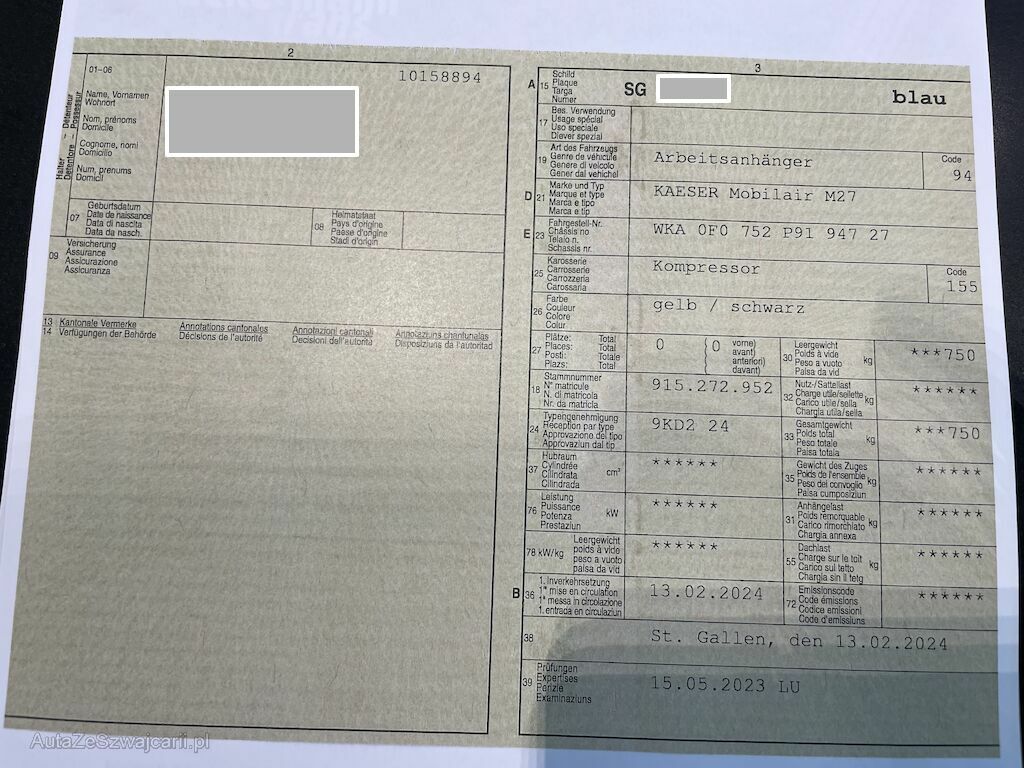 2
01-06
10158894
Halter – Détenteur
Detentore – Possessur
Name, Vornamen
Wohnort
Nom, prénoms
Domicile
Cognome, nomi
Domicilio
Num, prenums
Domicil
07
Geburtsdatum
Date de naissance
Data di nascita
Data da nasch.
08
Heimatstaat
Pays d'origine
Paese d'origine
Stadi d'origin
09
Versicherung
Assurance
Assicurazione
Assicuranza
13 Kantonale Vermerke Annotations cantonales Annotazioni cantonali Annotaziuns chantunalas
14 Verfügungen der Behörde Décisions de l'autorité Decisioni dell'autorità Disposiziuns da l'autoritad
3
A 15
Schild
Plaque
Targa
Numer
SG
blau
17
Bes. Verwendung
Usage spécial
Uso speciale
Diever spezial
19
Art des Fahrzeugs
Genre de véhicule
Genere di veicolo
Gener dal vehichel
Arbeitsanhänger
Code
94
D 21
Marke und Typ
Marque et type
Marca e tipo
Marca e tip
KAESER Mobilair M27
E 23
Fahrgestell-Nr.
Châssis no
Telaio n.
Schassis nr.
WKA 0F0 752 P91 947 27
25
Karosserie
Carrosserie
Carrozzeria
Carossaria
Kompressor
Code
155
26
Farbe
Couleur
Colore
Colur
gelb / schwarz
27
Plätze: Total
Places: Total
Posti: Totale
Plazs: Total
0
(0
vorne)
avant)
anteriori)
davant)
30
Leergewicht
Poids à vide
Peso a vuoto
Paisa da vid
kg
***750
18
Stammnummer
N° matricule
N. di matricola
Nr. da matricla
915.272.952
32
Nutz-/Sattellast
Charge utile/sellette
Carico utile/sella
Chargia utila/sella
kg
******
24
Typengenehmigung
Réception par type
Approvazione del tipo
Approvaziun dal tip
9KD2 24
33
Gesamtgewicht
Poids total
Peso totale
Paisa totala
kg
***750
37
Hubraum
Cylindrée
Cilindrata
Cilindrada
cm³
******
35
Gewicht des Zuges
Poids de l'ensemble
Peso del convoglio
Paisa cumposiziun
kg
******
76
Leistung
Puissance
Potenza
Prestaziun
kW
******
31
Anhängelast
Poids remorquable
Carico rimorchiato
Chargia annexa
kg
******
78 kW/kg
Leergewicht
poids à vide
peso a vuoto
paisa da vid
******
55
Dachlast
Charge sur le toit
Carico sul tetto
Chargia sin il tetg
kg
******
B 36
1. Inverkehrsetzung
1re mise en circulation
1a messa in circolazione
1. entrada en circulaziun
13.02.2024
72
Emissionscode
Code émissions
Codice emissioni
Code d'emissiuns
******
38
St. Gallen, den 13.02.2024
39
Prüfungen
Expertises
Perizie
Examinaziuns
15.05.2023 LU
AutaZeSzwajcarii.pl